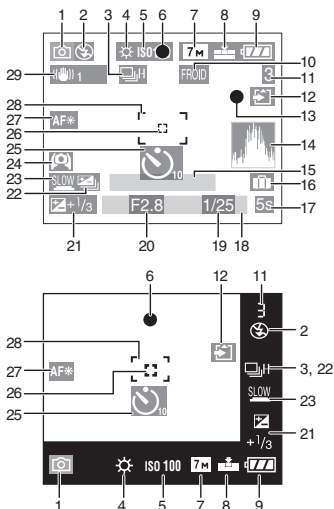 1 2 4 5 6 7 8 9
ISO1 7M
3 H FROID 10
29 1 3 11
28 12
27 AF✳ 13
26
25 14
24 10 15
23 SLOW 16
22
+1/3 F2.8 1/25 5s 17
21 20 19 18
6 12 11
3
28 2
27 AF✳ H 3, 22
26 SLOW 23
25 10 21
+1/3
ISO 100 7M
1 4 5 7 8 9